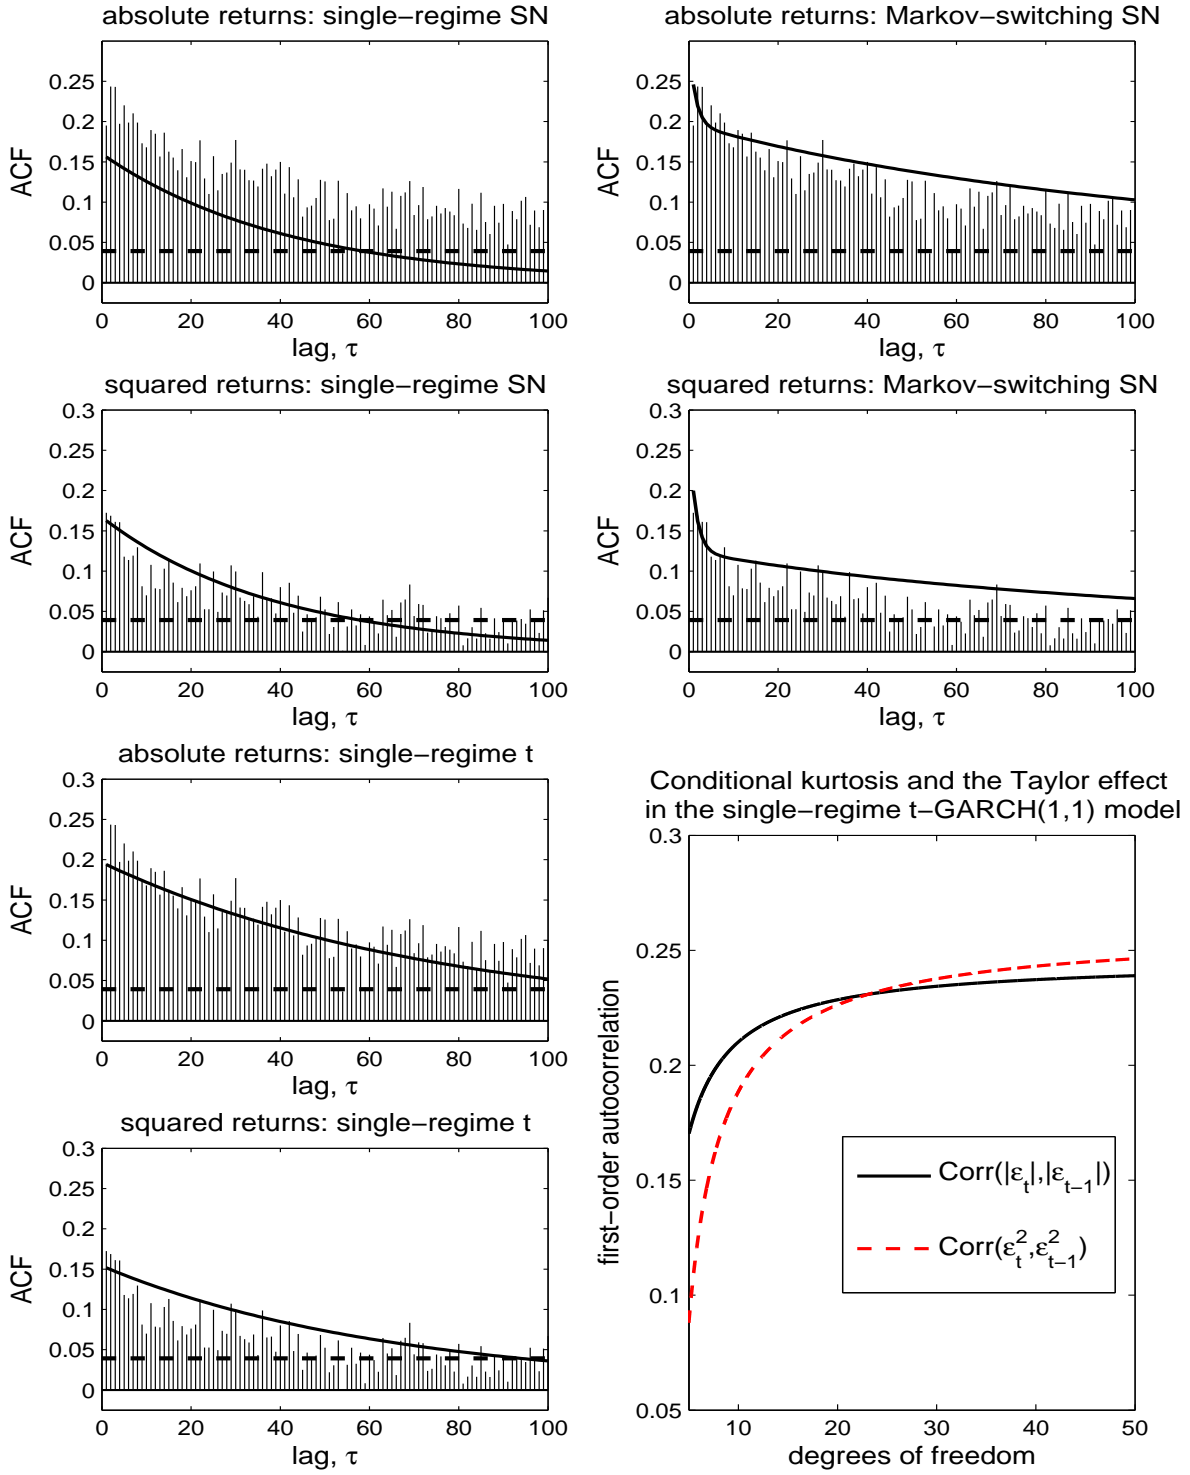 absolute returns: single−regime SN
0.25
0.2
0.15
0.1
0.05
0
ACF
0 20 40 60 80 100
lag, τ
absolute returns: Markov−switching SN
0.25
0.2
0.15
0.1
0.05
0
ACF
0 20 40 60 80 100
lag, τ
squared returns: single−regime SN
0.3
0.25
0.2
0.15
0.1
0.05
0
ACF
0 20 40 60 80 100
lag, τ
squared returns: Markov−switching SN
0.3
0.25
0.2
0.15
0.1
0.05
0
ACF
0 20 40 60 80 100
lag, τ
absolute returns: single−regime t
0.3
0.25
0.2
0.15
0.1
0.05
0
ACF
0 20 40 60 80 100
lag, τ
squared returns: single−regime t
0.3
0.25
0.2
0.15
0.1
0.05
0
ACF
0 20 40 60 80 100
lag, τ
Conditional kurtosis and the Taylor effect
in the single−regime t−GARCH(1,1) model
0.3
0.25
0.2
0.15
0.1
0.05
first−order autocorrelation
Corr(|ε_t|,|ε_{t−1}|)
Corr(ε_t^2,ε_{t−1}^2)
10 20 30 40 50
degrees of freedom